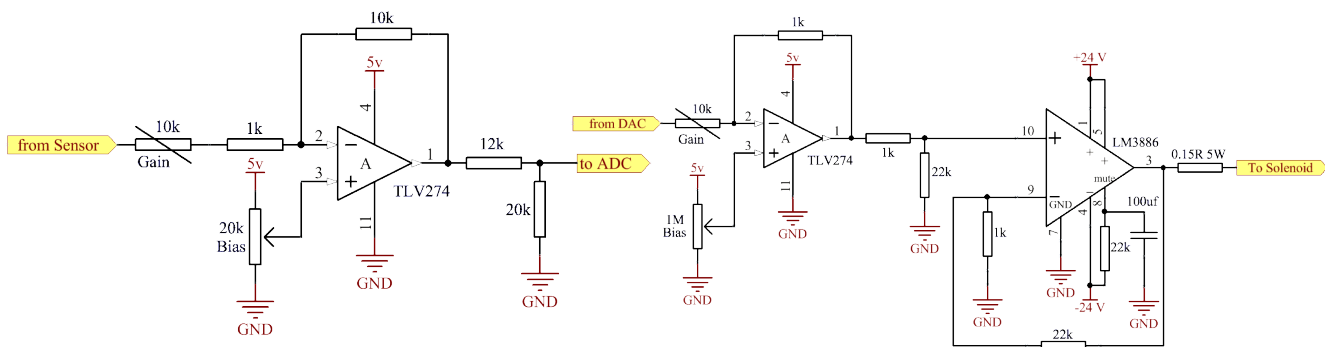 10k
5v
4
from Sensor
10k
Gain
1k
2
A
1
TLV274
3
11
GND
5v
20k
Bias
GND
12k
to ADC
20k
GND
1k
5v
4
from DAC
10k
Gain
2
A
1
TLV274
3
11
GND
5v
1M
Bias
GND
1k
22k
GND
+24 V
1
5
LM3886
10
+
+
3
0.15R 5W
To Solenoid
mute
9
GND
4
8
7
100uf
1k
GND
GND
22k
-24 V
GND
22k